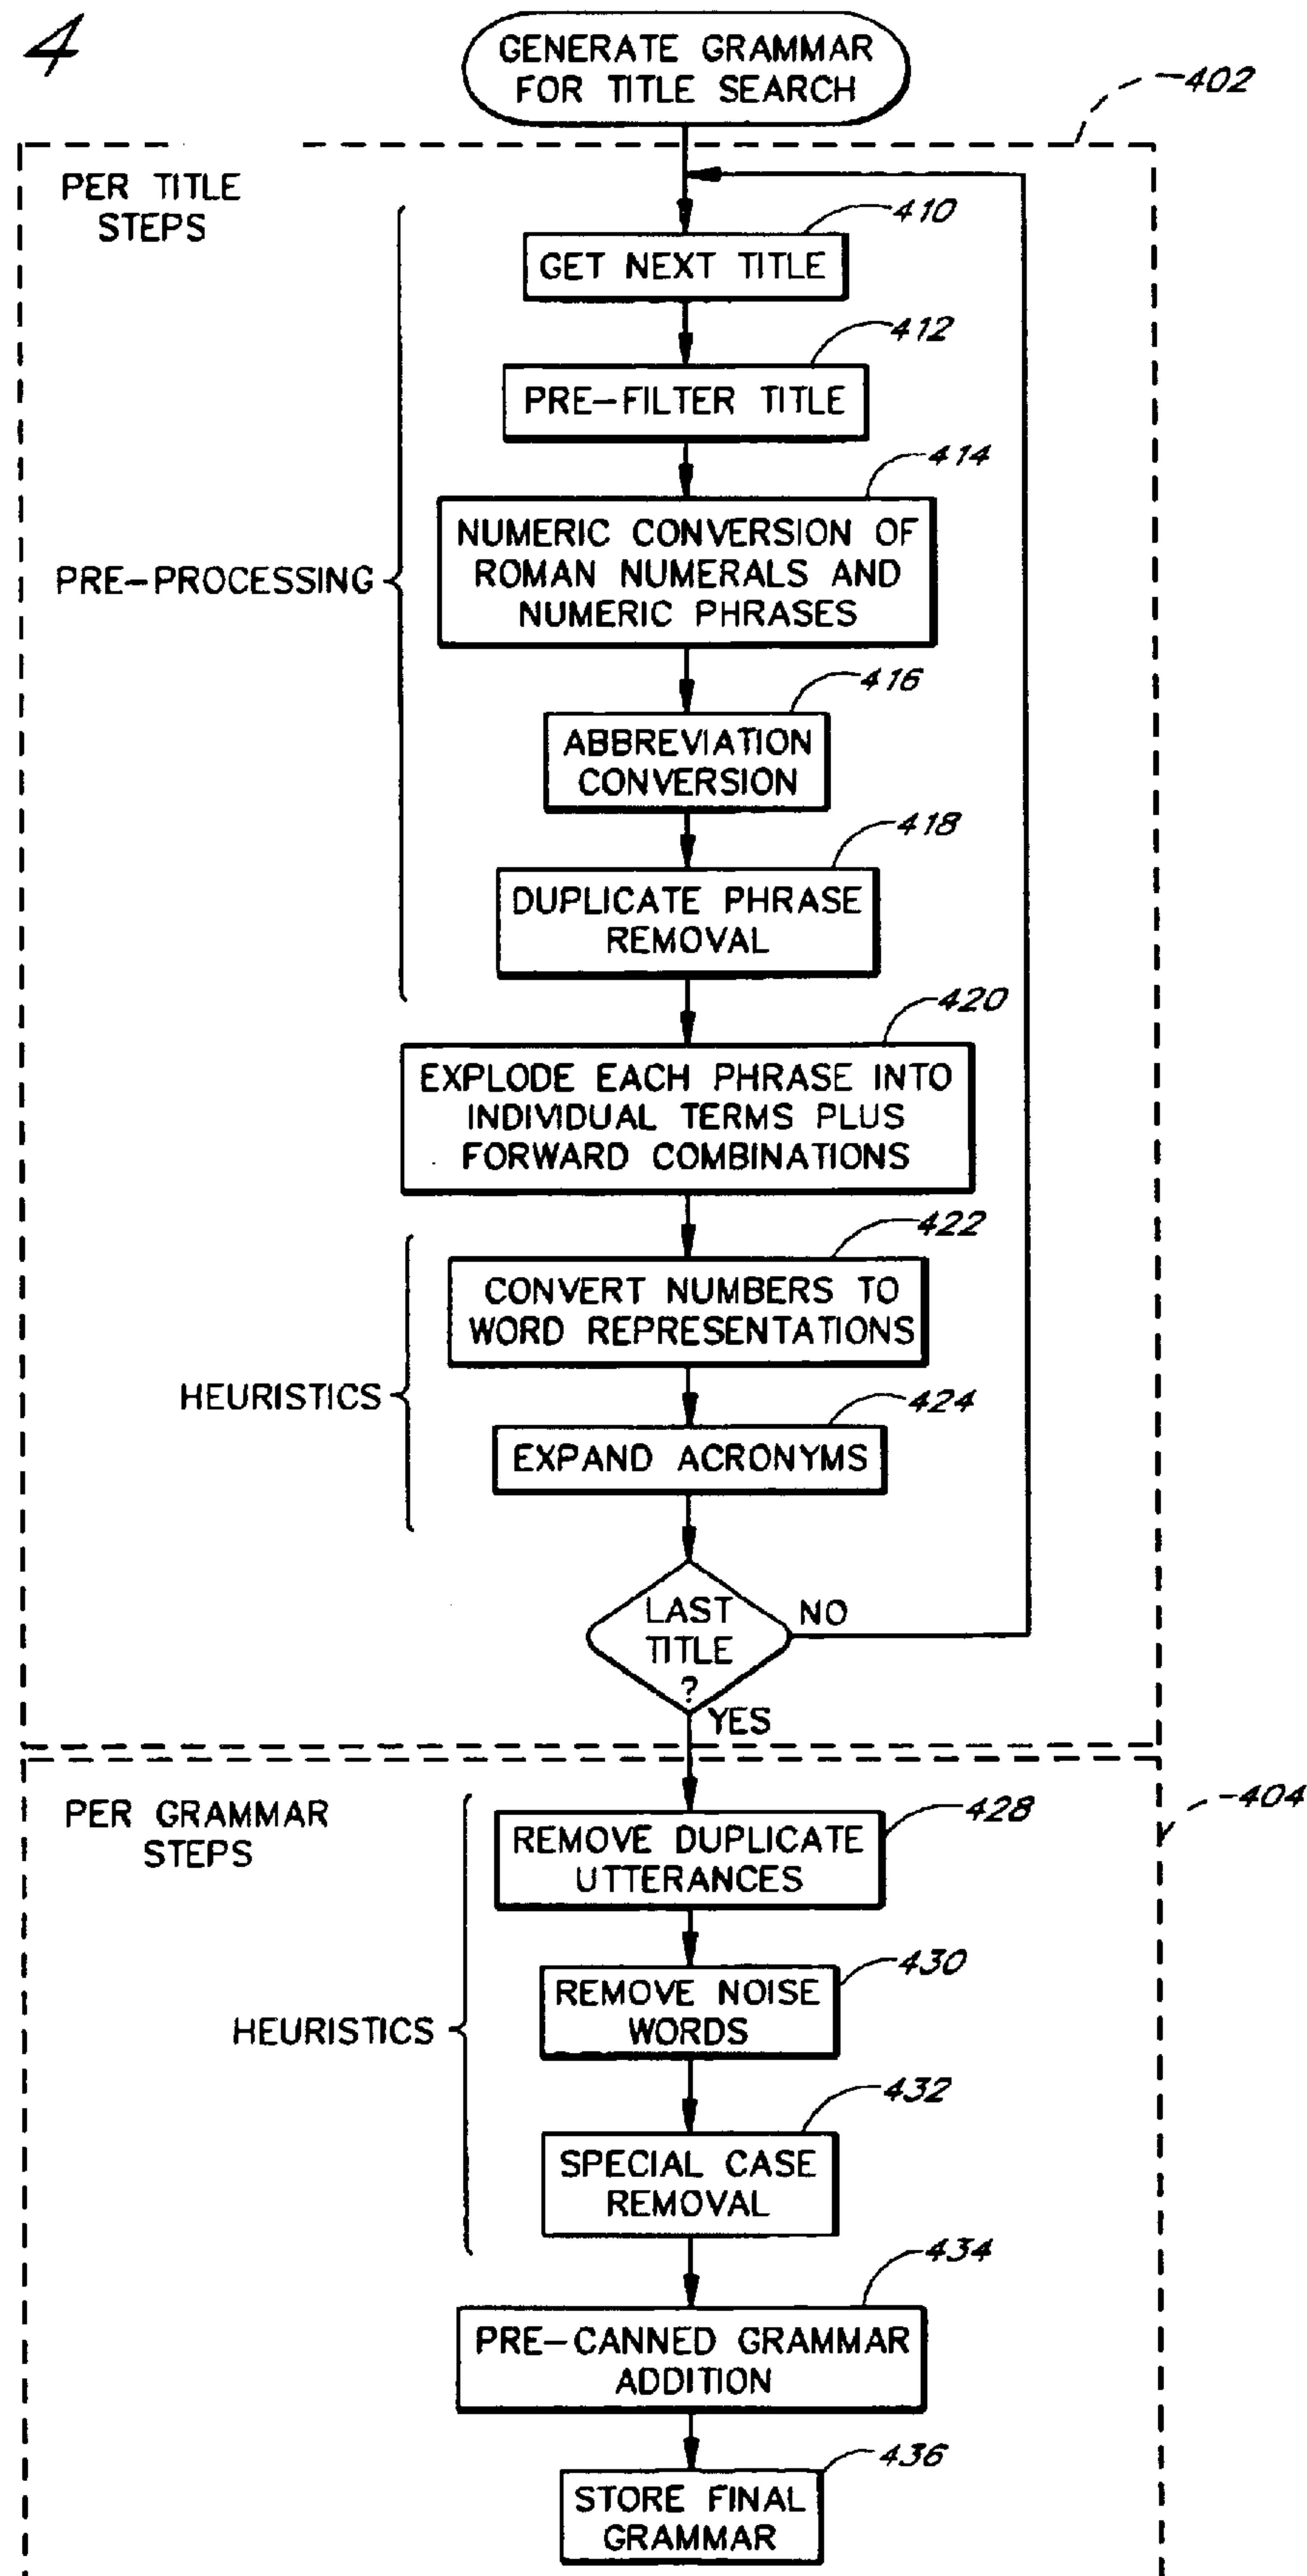 4
GENERATE GRAMMAR
FOR TITLE SEARCH
402
PER TITLE
STEPS
410
GET NEXT TITLE
412
PRE-FILTER TITLE
414
NUMERIC CONVERSION OF
ROMAN NUMERALS AND
NUMERIC PHRASES
PRE-PROCESSING
416
ABBREVIATION
CONVERSION
418
DUPLICATE PHRASE
REMOVAL
420
EXPLODE EACH PHRASE INTO
INDIVIDUAL TERMS PLUS
FORWARD COMBINATIONS
422
CONVERT NUMBERS TO
WORD REPRESENTATIONS
HEURISTICS
424
EXPAND ACRONYMS
LAST
TITLE
?
NO
YES
PER GRAMMAR
STEPS
404
428
REMOVE DUPLICATE
UTTERANCES
430
REMOVE NOISE
WORDS
HEURISTICS
432
SPECIAL CASE
REMOVAL
434
PRE-CANNED GRAMMAR
ADDITION
436
STORE FINAL
GRAMMAR